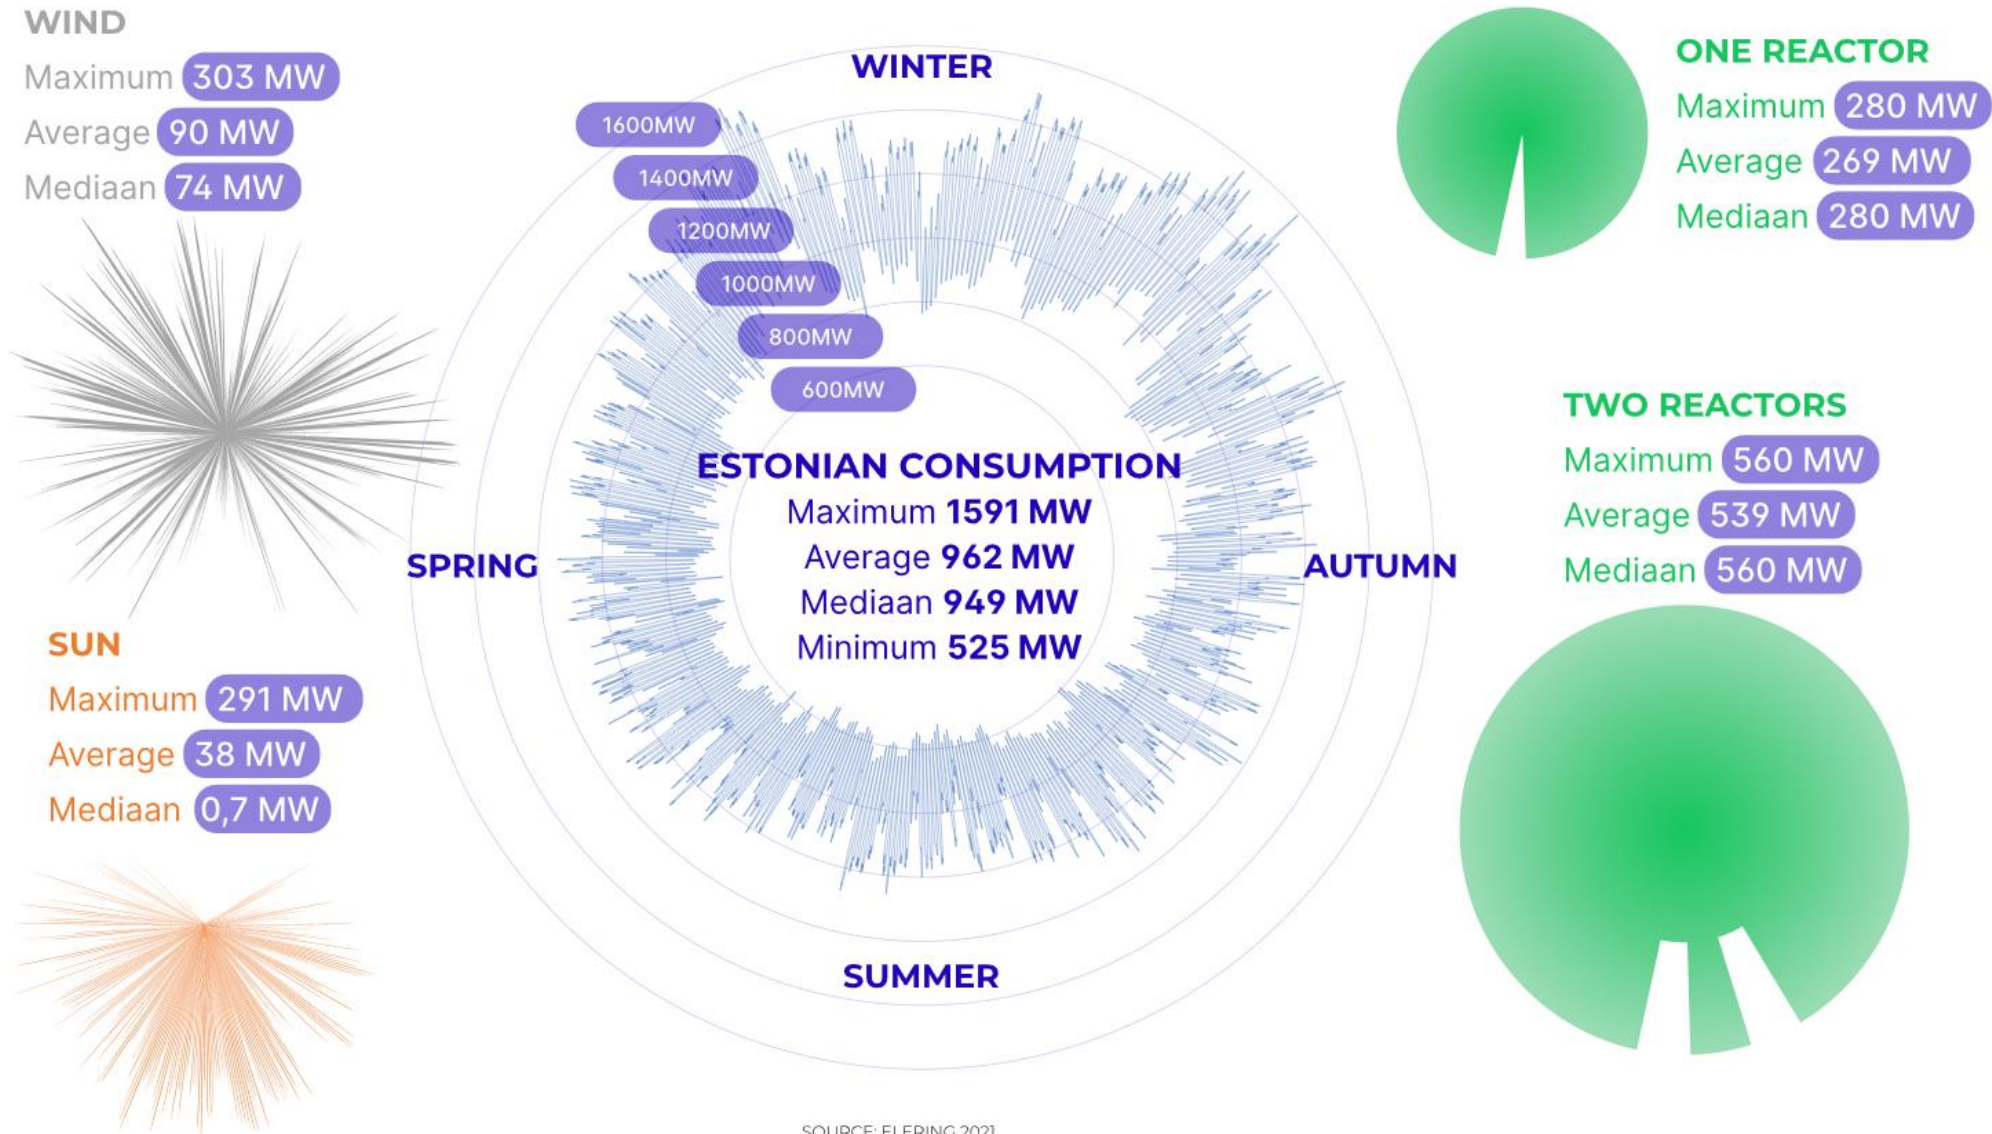 WIND
Maximum 303 MW
Average 90 MW
Mediaan 74 MW
SUN
Maximum 291 MW
Average 38 MW
Mediaan 0,7 MW
WINTER
1600MW
1400MW
1200MW
1000MW
800MW
600MW
ESTONIAN CONSUMPTION
Maximum 1591 MW
Average 962 MW
Mediaan 949 MW
Minimum 525 MW
SPRING
AUTUMN
SUMMER
ONE REACTOR
Maximum 280 MW
Average 269 MW
Mediaan 280 MW
TWO REACTORS
Maximum 560 MW
Average 539 MW
Mediaan 560 MW
SOURCE: ELERING 2021